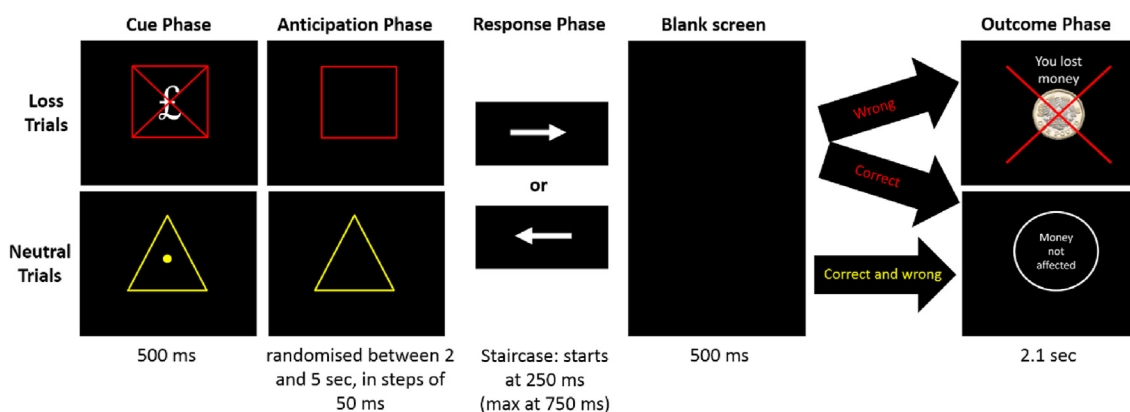 Cue Phase
Anticipation Phase
Response Phase
Blank screen
Outcome Phase
Loss
Trials
£
or
Wrong
Correct
You lost
money
Neutral
Trials
Correct and wrong
Money
not
affected
500 ms
randomised between 2
and 5 sec, in steps of
50 ms
Staircase: starts
at 250 ms
(max at 750 ms)
500 ms
2.1 sec